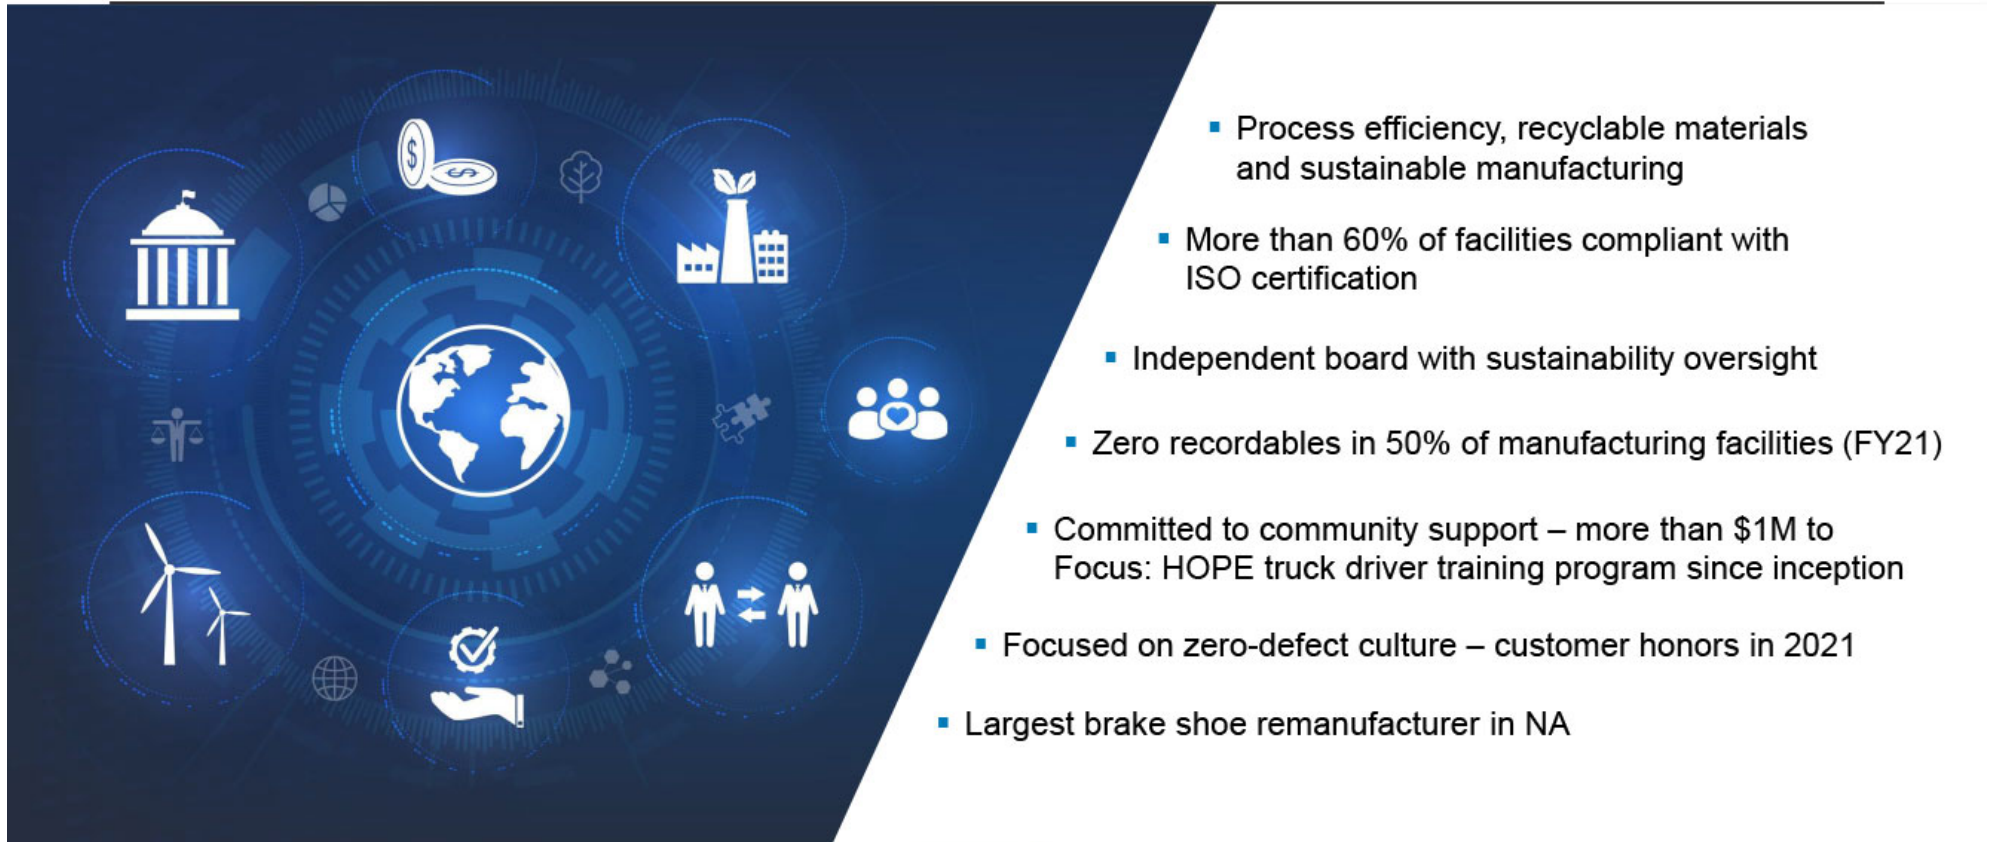 Process efficiency, recyclable materials
and sustainable manufacturing
More than 60% of facilities compliant with
ISO certification
Independent board with sustainability oversight
Zero recordables in 50% of manufacturing facilities (FY21)
Committed to community support – more than $1M to
Focus: HOPE truck driver training program since inception
Focused on zero-defect culture – customer honors in 2021
Largest brake shoe remanufacturer in NA